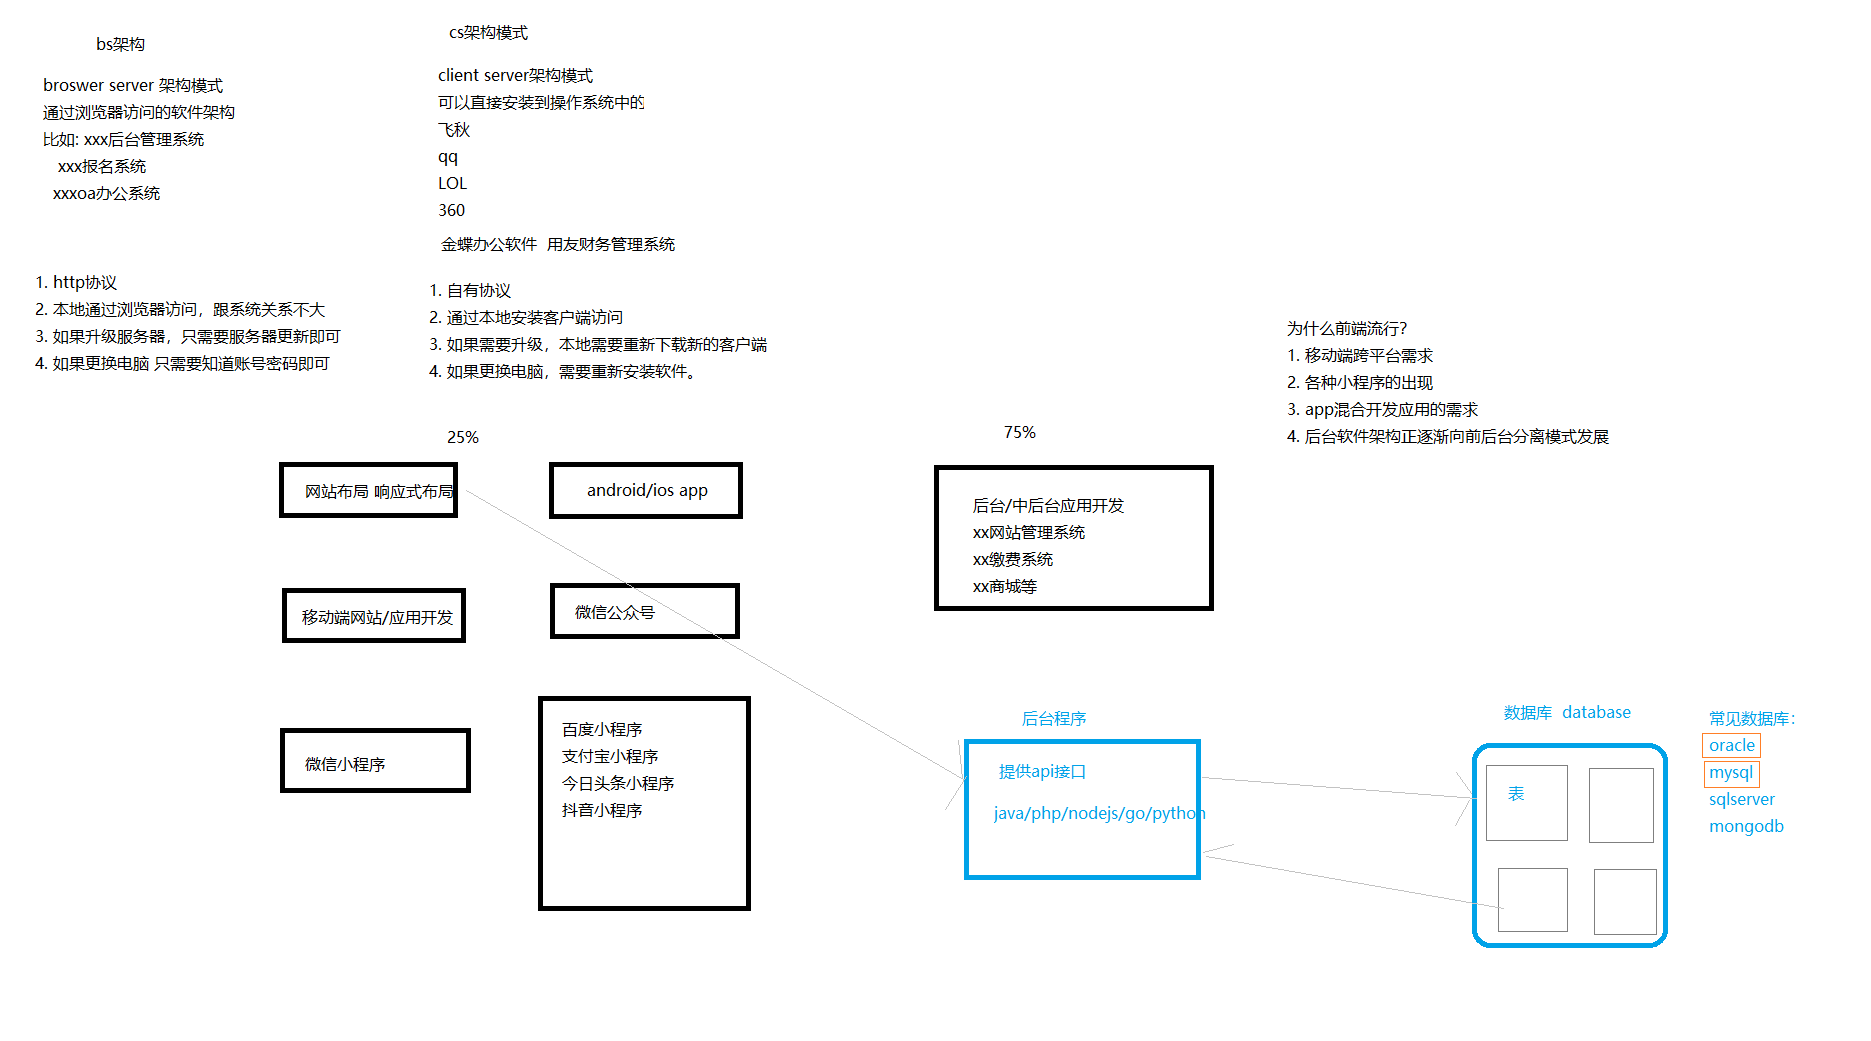 bs架构
broswer server 架构模式
通过浏览器访问的软件架构
比如: xxx后台管理系统
xxx报名系统
xxxoa办公系统
cs架构模式
client server架构模式
可以直接安装到操作系统中的
飞秋
qq
LOL
360
金蝶办公软件 用友财务管理系统
1. http协议
2. 本地通过浏览器访问，跟系统关系不大
3. 如果升级服务器，只需要服务器更新即可
4. 如果更换电脑 只需要知道账号密码即可
1. 自有协议
2. 通过本地安装客户端访问
3. 如果需要升级，本地需要重新下载新的客户端
4. 如果更换电脑，需要重新安装软件。
为什么前端流行？
1. 移动端跨平台需求
2. 各种小程序的出现
3. app混合开发应用的需求
4. 后台软件架构正逐渐向前后台分离模式发展
25%
75%
网站布局 响应式布局
android/ios app
后台/中后台应用开发
xx网站管理系统
xx缴费系统
xx商城等
移动端网站/应用开发
微信公众号
微信小程序
百度小程序
支付宝小程序
今日头条小程序
抖音小程序
后台程序
提供api接口
java/php/nodejs/go/python
数据库 database
表
常见数据库：
oracle
mysql
sqlserver
mongodb